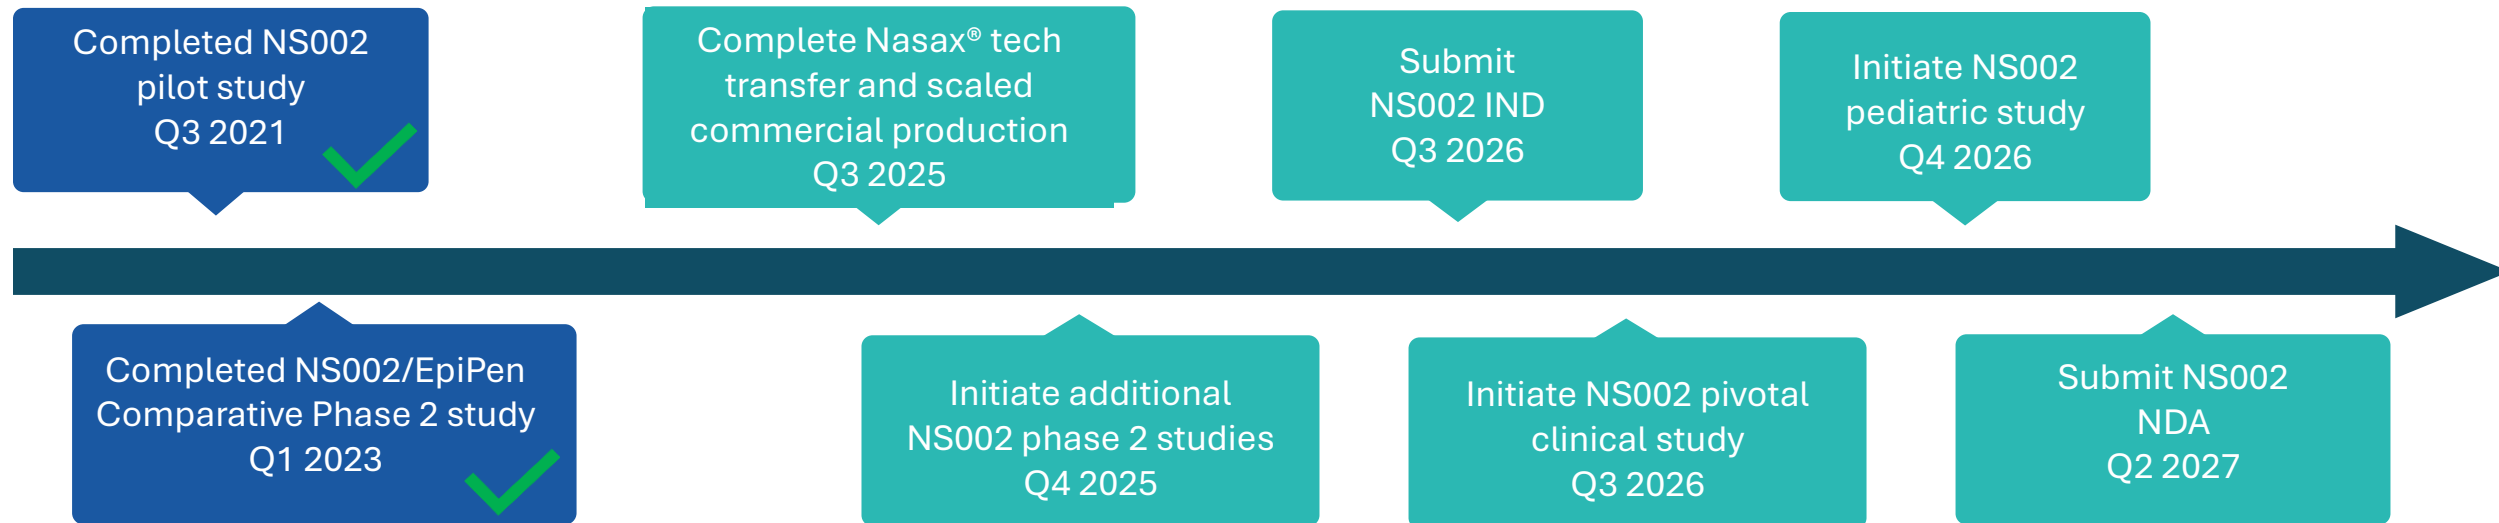 Completed NS002
pilot study
Q3 2021
Complete Nasax® tech
transfer and scaled
commercial production
Q3 2025
Submit
NS002 IND
Q3 2026
Initiate NS002
pediatric study
Q4 2026
Completed NS002/EpiPen
Comparative Phase 2 study
Q1 2023
Initiate additional
NS002 phase 2 studies
Q4 2025
Initiate NS002 pivotal
clinical study
Q3 2026
Submit NS002
NDA
Q2 2027